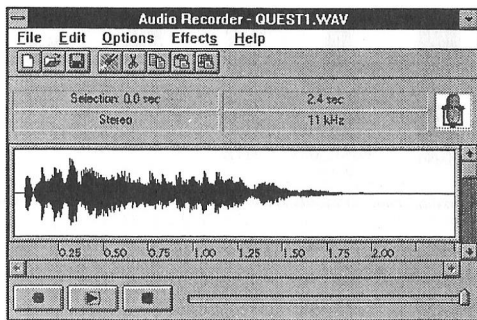 Audio Recorder - QUEST1.WAV
File Edit Options Effects Help
Selection: 0.0 sec 2.4 sec
Stereo 11 kHz
0.25 0.50 0.75 1.00 1.25 1.50 1.75 2.00